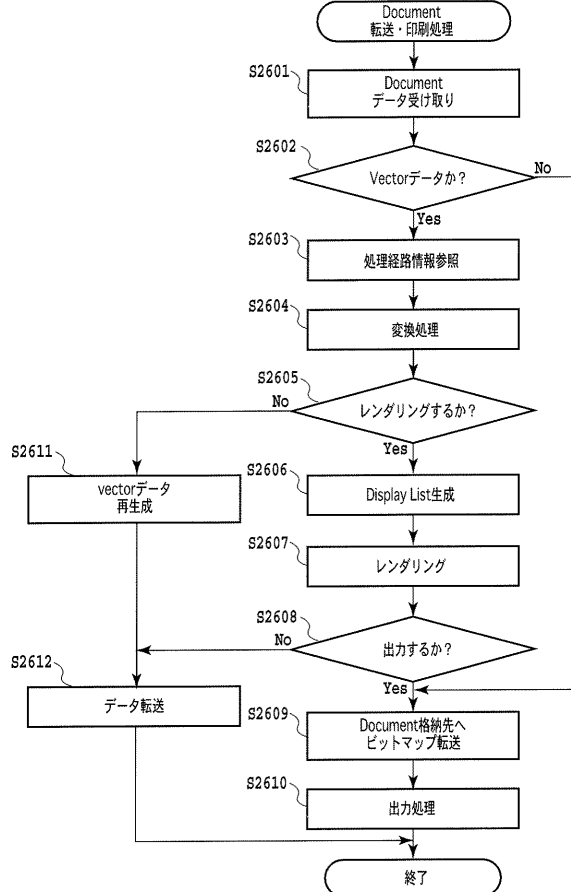 Document
転送・印刷処理
S2601
Document
データ受け取り
S2602
Vectorデータか？
No
Yes
S2603
処理経路情報参照
S2604
変換処理
S2605
レンダリングするか？
No
Yes
S2611
vectorデータ
再生成
S2606
Display List生成
S2607
レンダリング
S2608
出力するか？
No
Yes
S2612
データ転送
S2609
Document格納先へ
ビットマップ転送
S2610
出力処理
終了